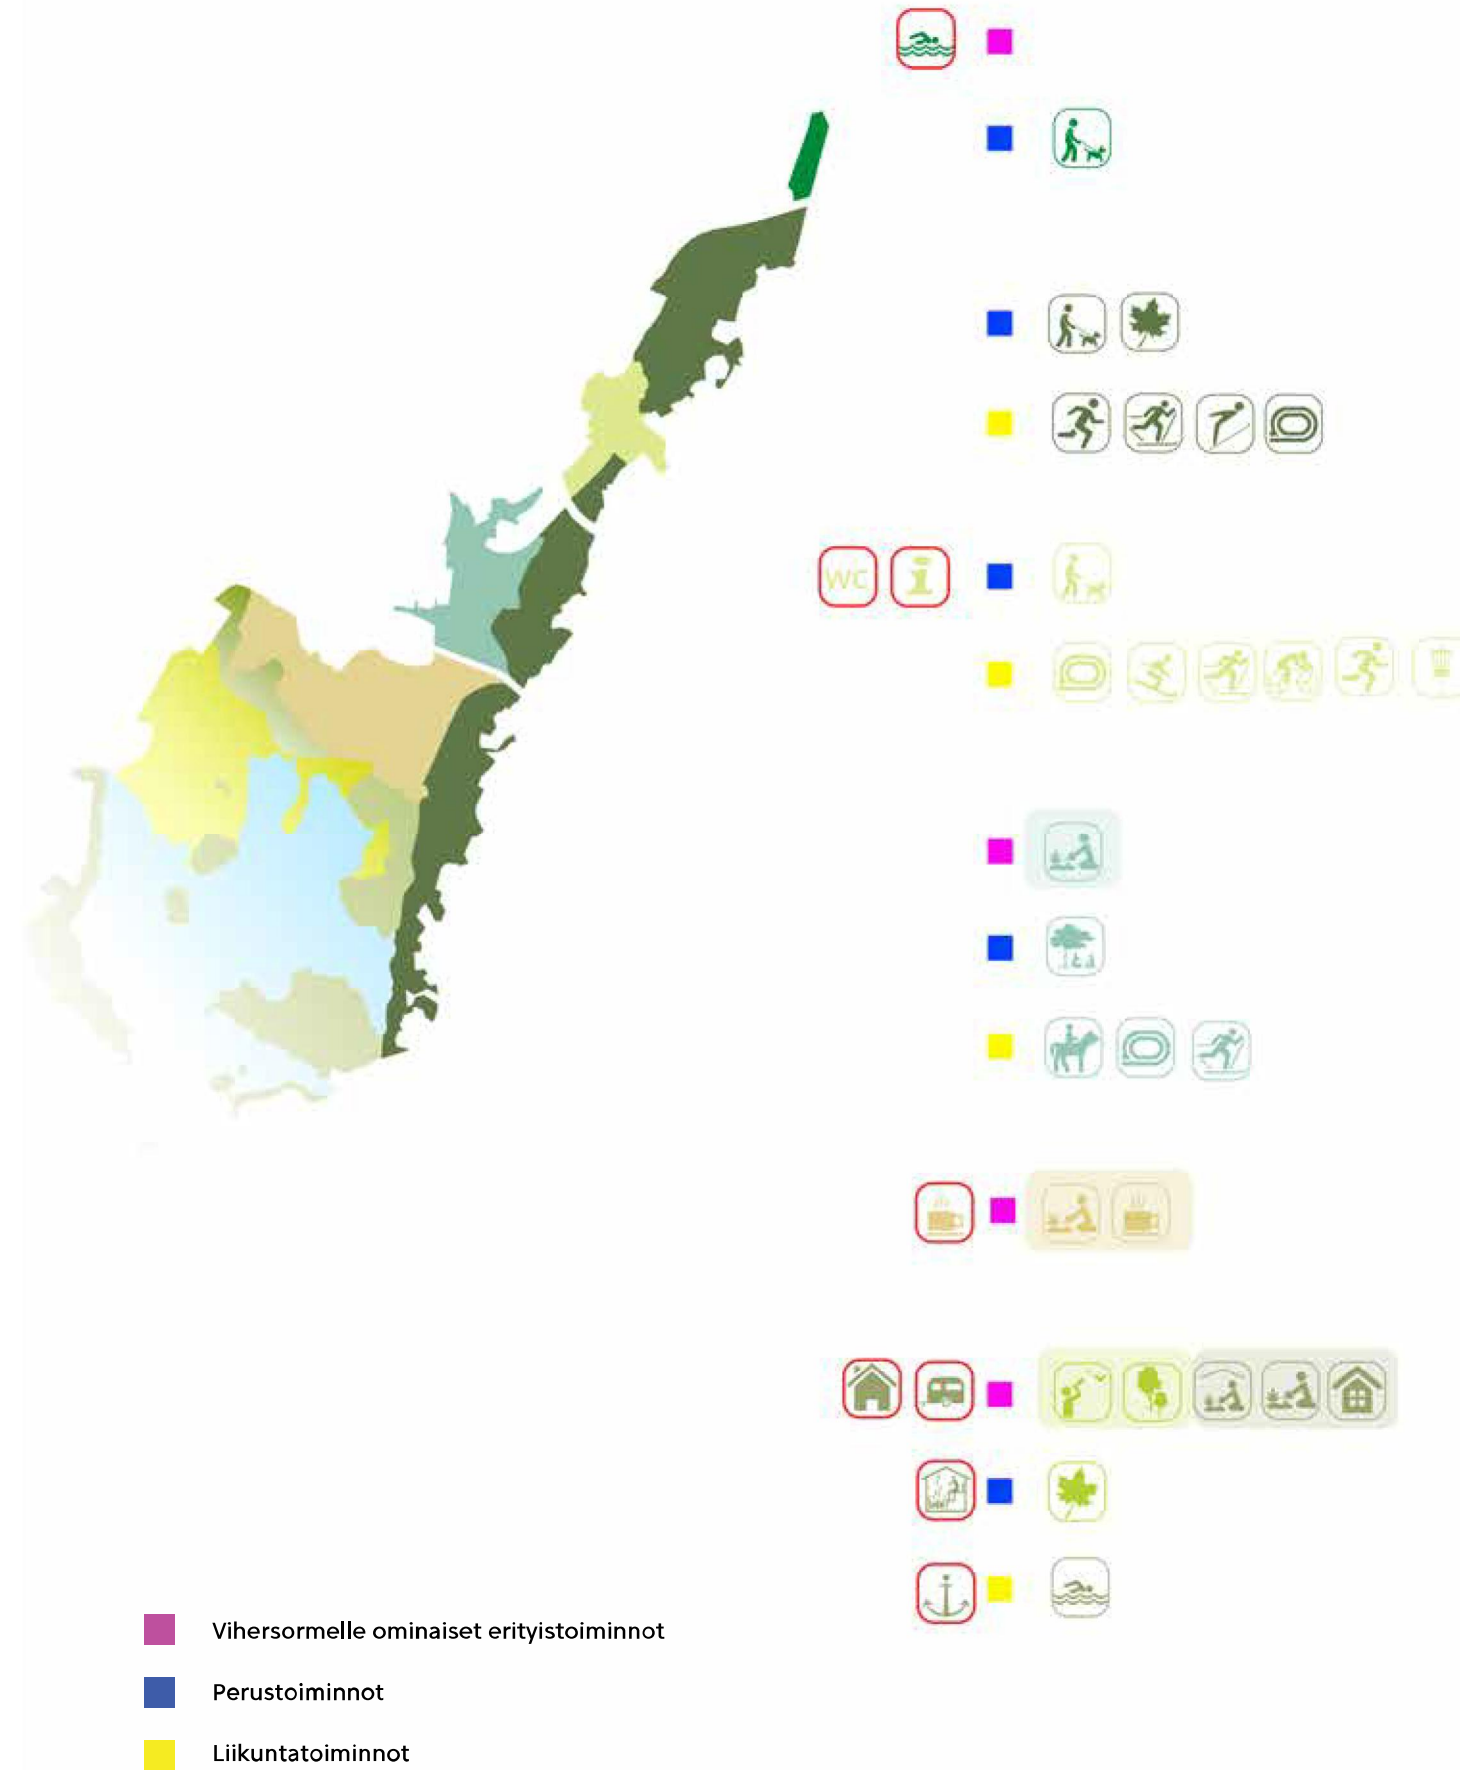 WC
i
Vihersormelle ominaiset erityistoiminnot
Perustoiminnot
Liikuntatoiminnot